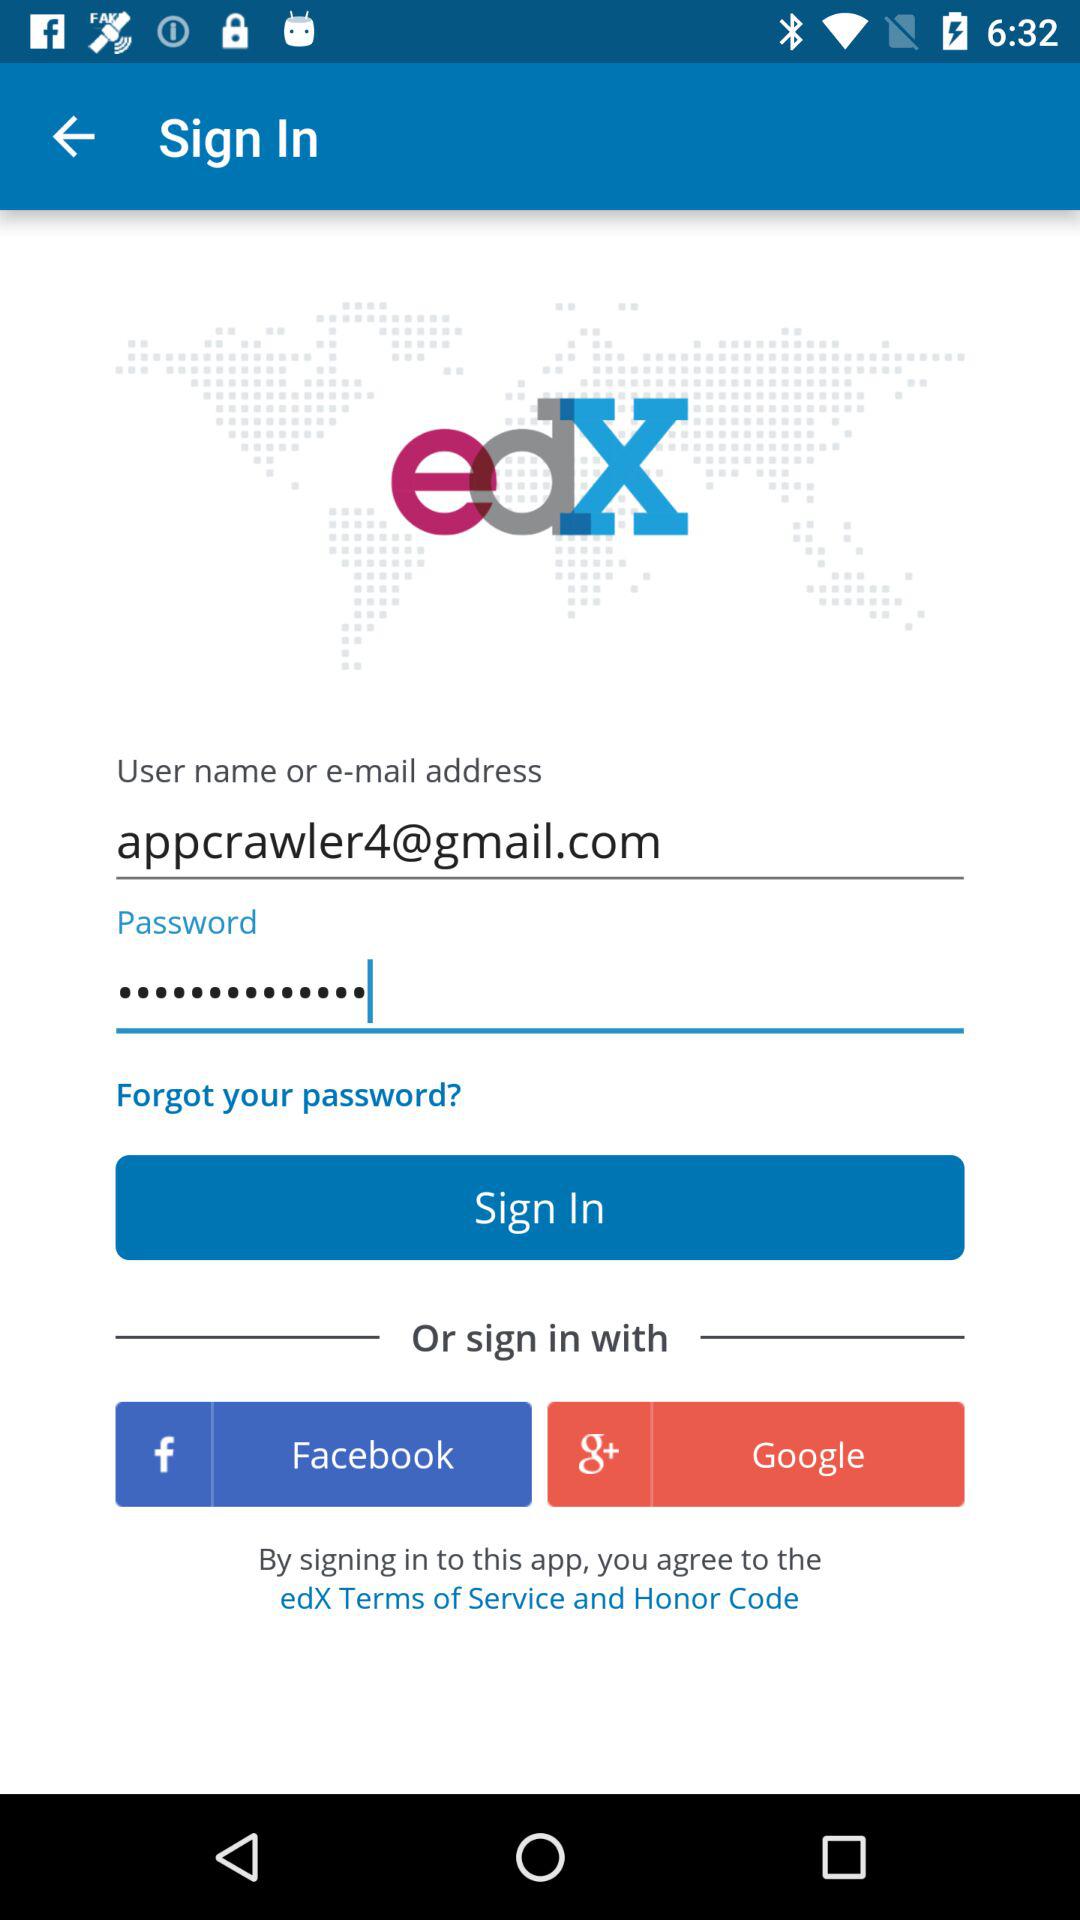 FAKE
6:32
Sign In
edX
User name or e-mail address
appcrawler4@gmail.com
Password
••••••••••••••
Forgot your password?
Sign In
Or sign in with
f Facebook
g+ Google
By signing in to this app, you agree to the
edX Terms of Service and Honor Code